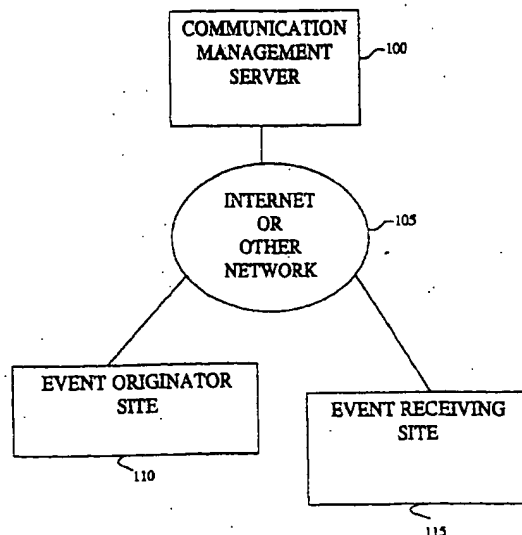 COMMUNICATION
MANAGEMENT
SERVER
100
INTERNET
OR
OTHER
NETWORK
105
EVENT ORIGINATOR
SITE
110
EVENT RECEIVING
SITE
115